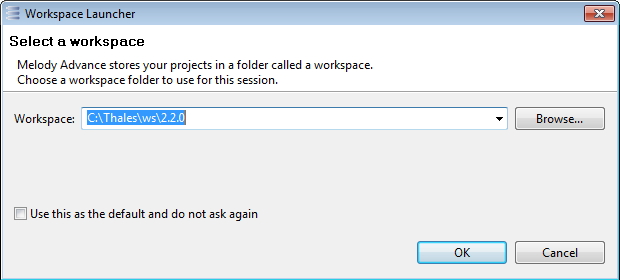 Workspace Launcher
Select a workspace
Melody Advance stores your projects in a folder called a workspace.
Choose a workspace folder to use for this session.
Workspace: C:\Thales\ws\2.2.0 Browse...
Use this as the default and do not ask again
OK Cancel